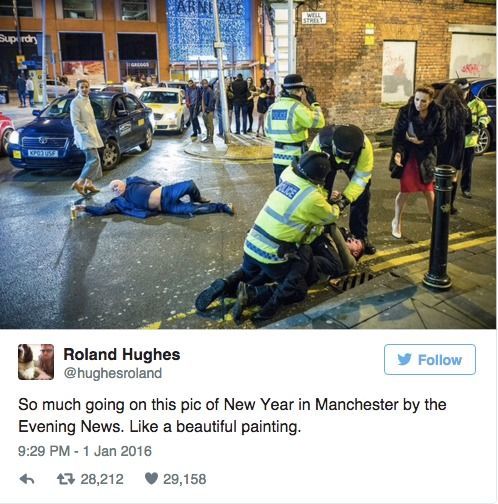 ARNDALE
Superdry
GREGGS
WELL
STREET
POLICE
Roland Hughes
@hughesroland
Follow
So much going on this pic of New Year in Manchester by the
Evening News. Like a beautiful painting.
9:29 PM - 1 Jan 2016
28,212
29,158